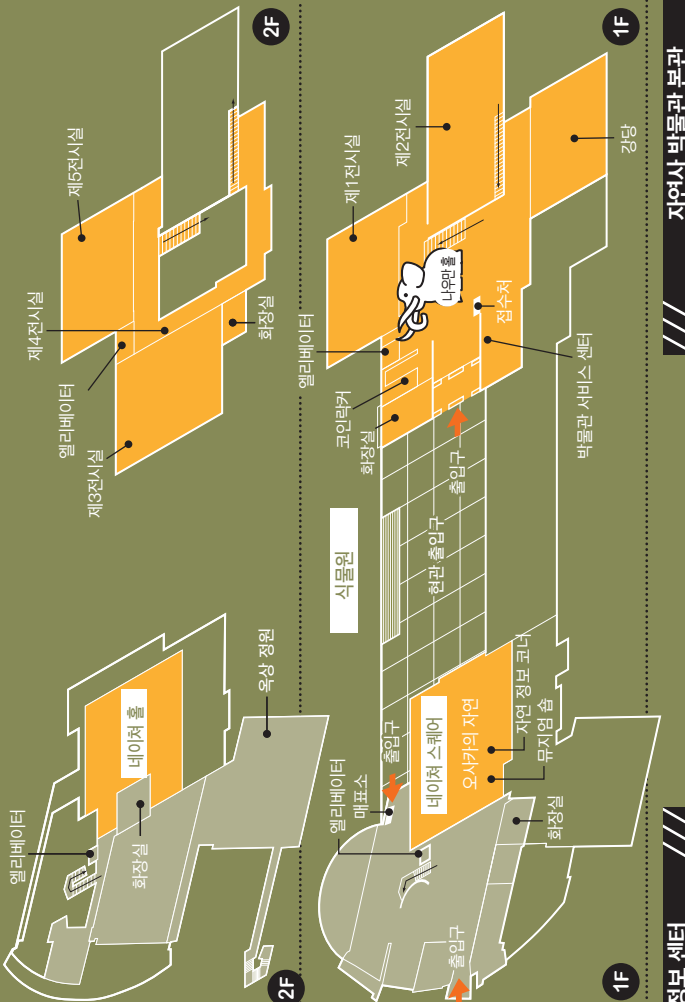 2F
엘리베이터
네이쳐 홀
화장실
옥상 정원
2F
제5전시실
제4전시실
엘리베이터
제3전시실
화장실
식물원
1F
출입구
엘리베이터
매표소
출입구
네이쳐 스퀘어
오사카의 자연
자연 정보 코너
뮤지엄 숍
화장실
1F
제1전시실
제2전시실
엘리베이터
코인락커
화장실
출입구
현관 출입구
나우만 홀
접수처
박물관 서비스 센터
강당
정보 센터
자연사 박물관 본관